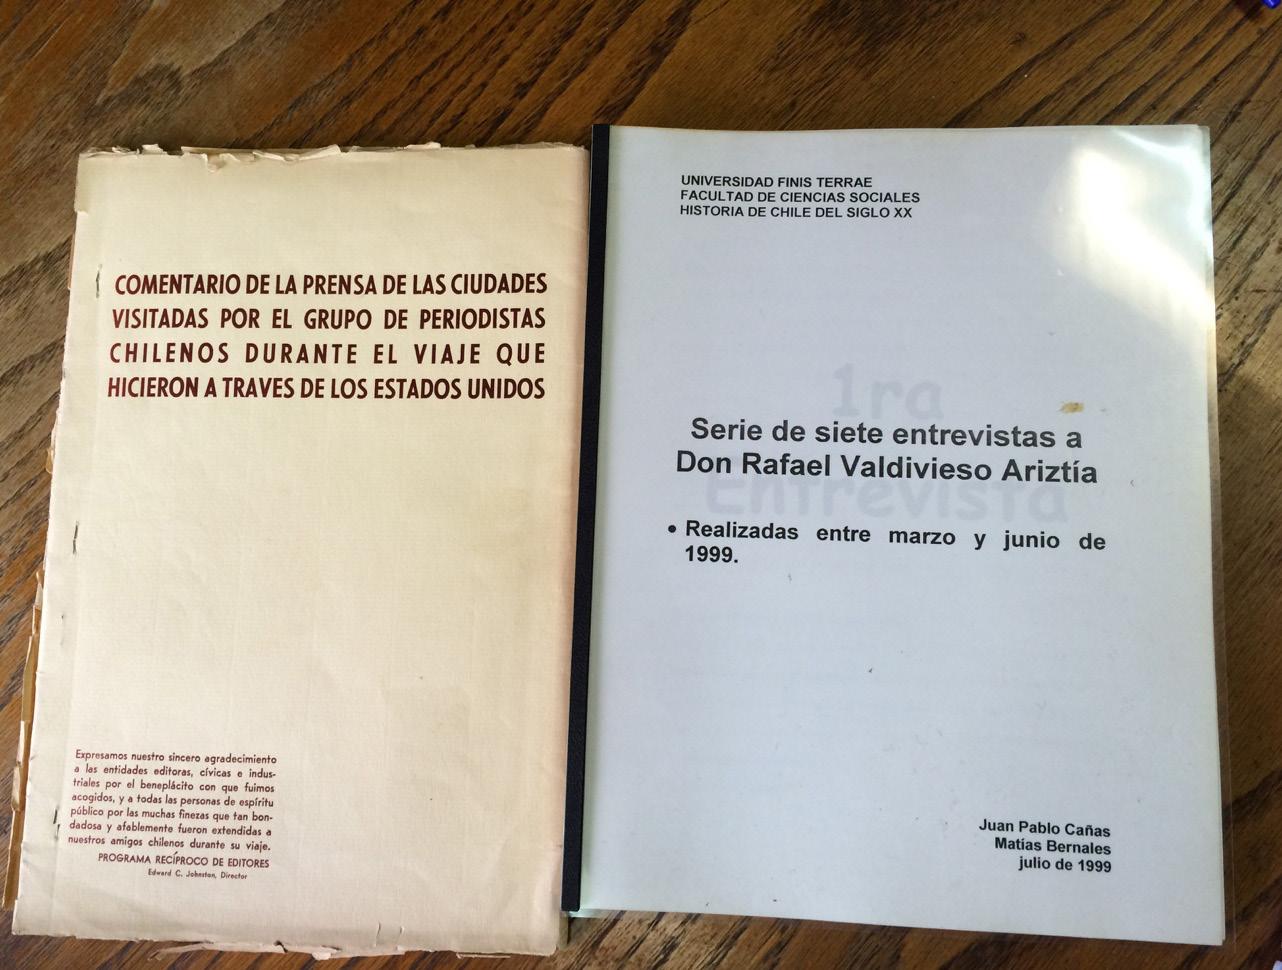 COMENTARIO DE LA PRENSA DE LAS CIUDADES
VISITADAS POR EL GRUPO DE PERIODISTAS
CHILENOS DURANTE EL VIAJE QUE
HICIERON A TRAVES DE LOS ESTADOS UNIDOS
Expresamos nuestro sincero agradecimiento
a las entidades editoras, cívicas e indus-
triales por el beneplácito con que fuimos
acogidos, y a todas las personas de espíritu
público por las muchas finezas que tan bon-
dadosa y afablemente fueron extendidas a
nuestros amigos chilenos durante su viaje.
PROGRAMA RECÍPROCO DE EDITORES
Edward C. Johnston, Director
UNIVERSIDAD FINIS TERRAE
FACULTAD DE CIENCIAS SOCIALES
HISTORIA DE CHILE DEL SIGLO XX
1ra
Serie de siete entrevistas a
Don Rafael Valdivieso Ariztía
Entrevista
• Realizadas entre marzo y junio de
1999.
Juan Pablo Cañas
Matías Bernales
julio de 1999